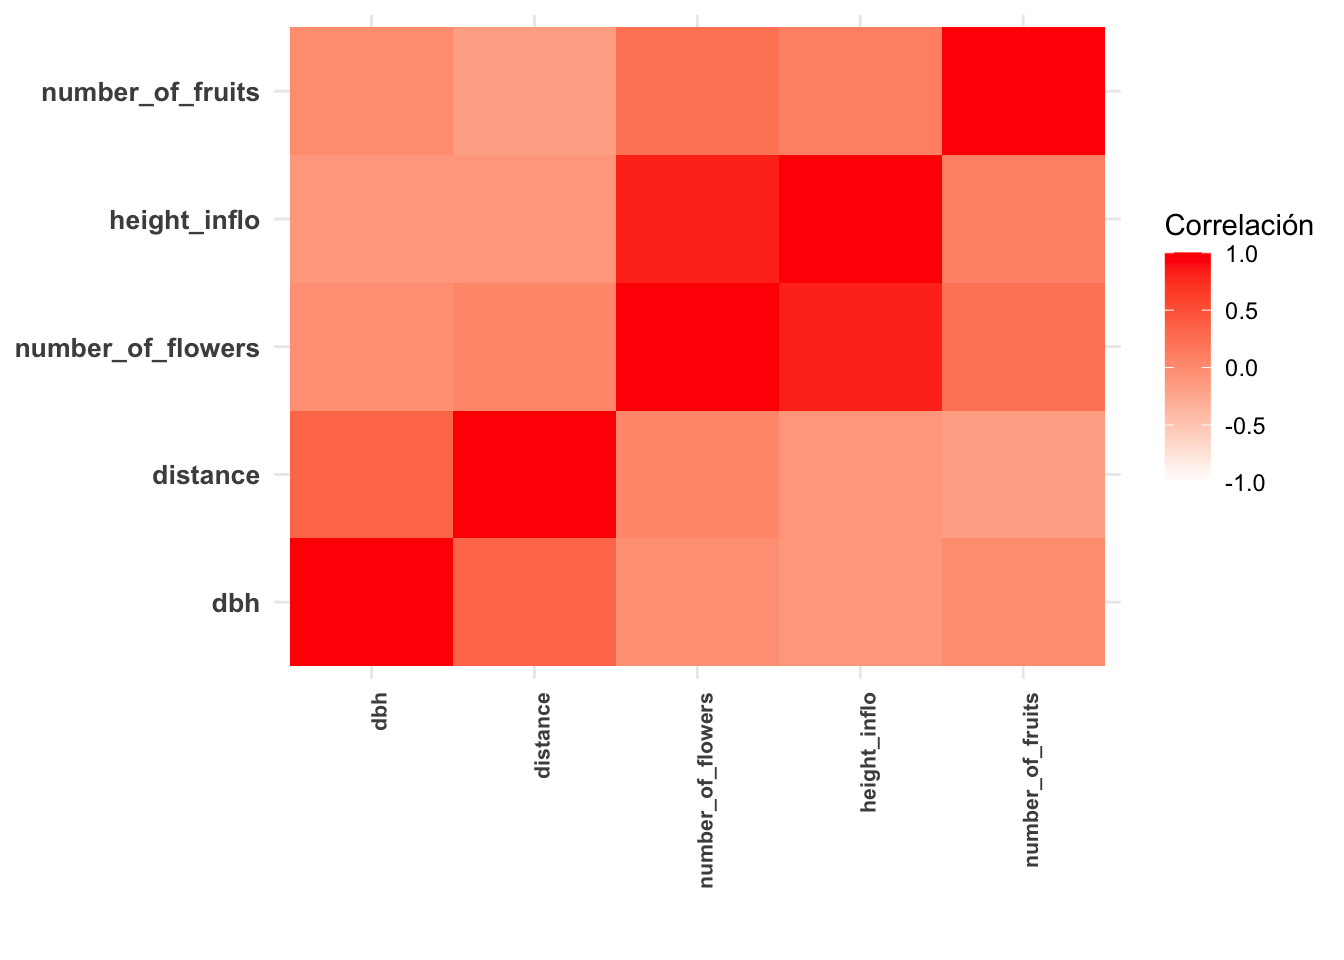 number_of_fruits
height_inflo
number_of_flowers
distance
dbh
dbh
distance
number_of_flowers
height_inflo
number_of_fruits
Correlación
1.0
0.5
0.0
-0.5
-1.0